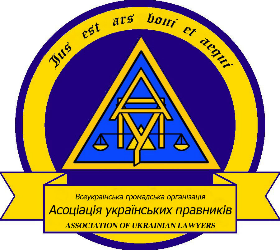 Jus est ars boni et aequi
Всеукраїнська громадська організація
Асоціація українських правників
ASSOCIATION OF UKRAINIAN LAWYERS